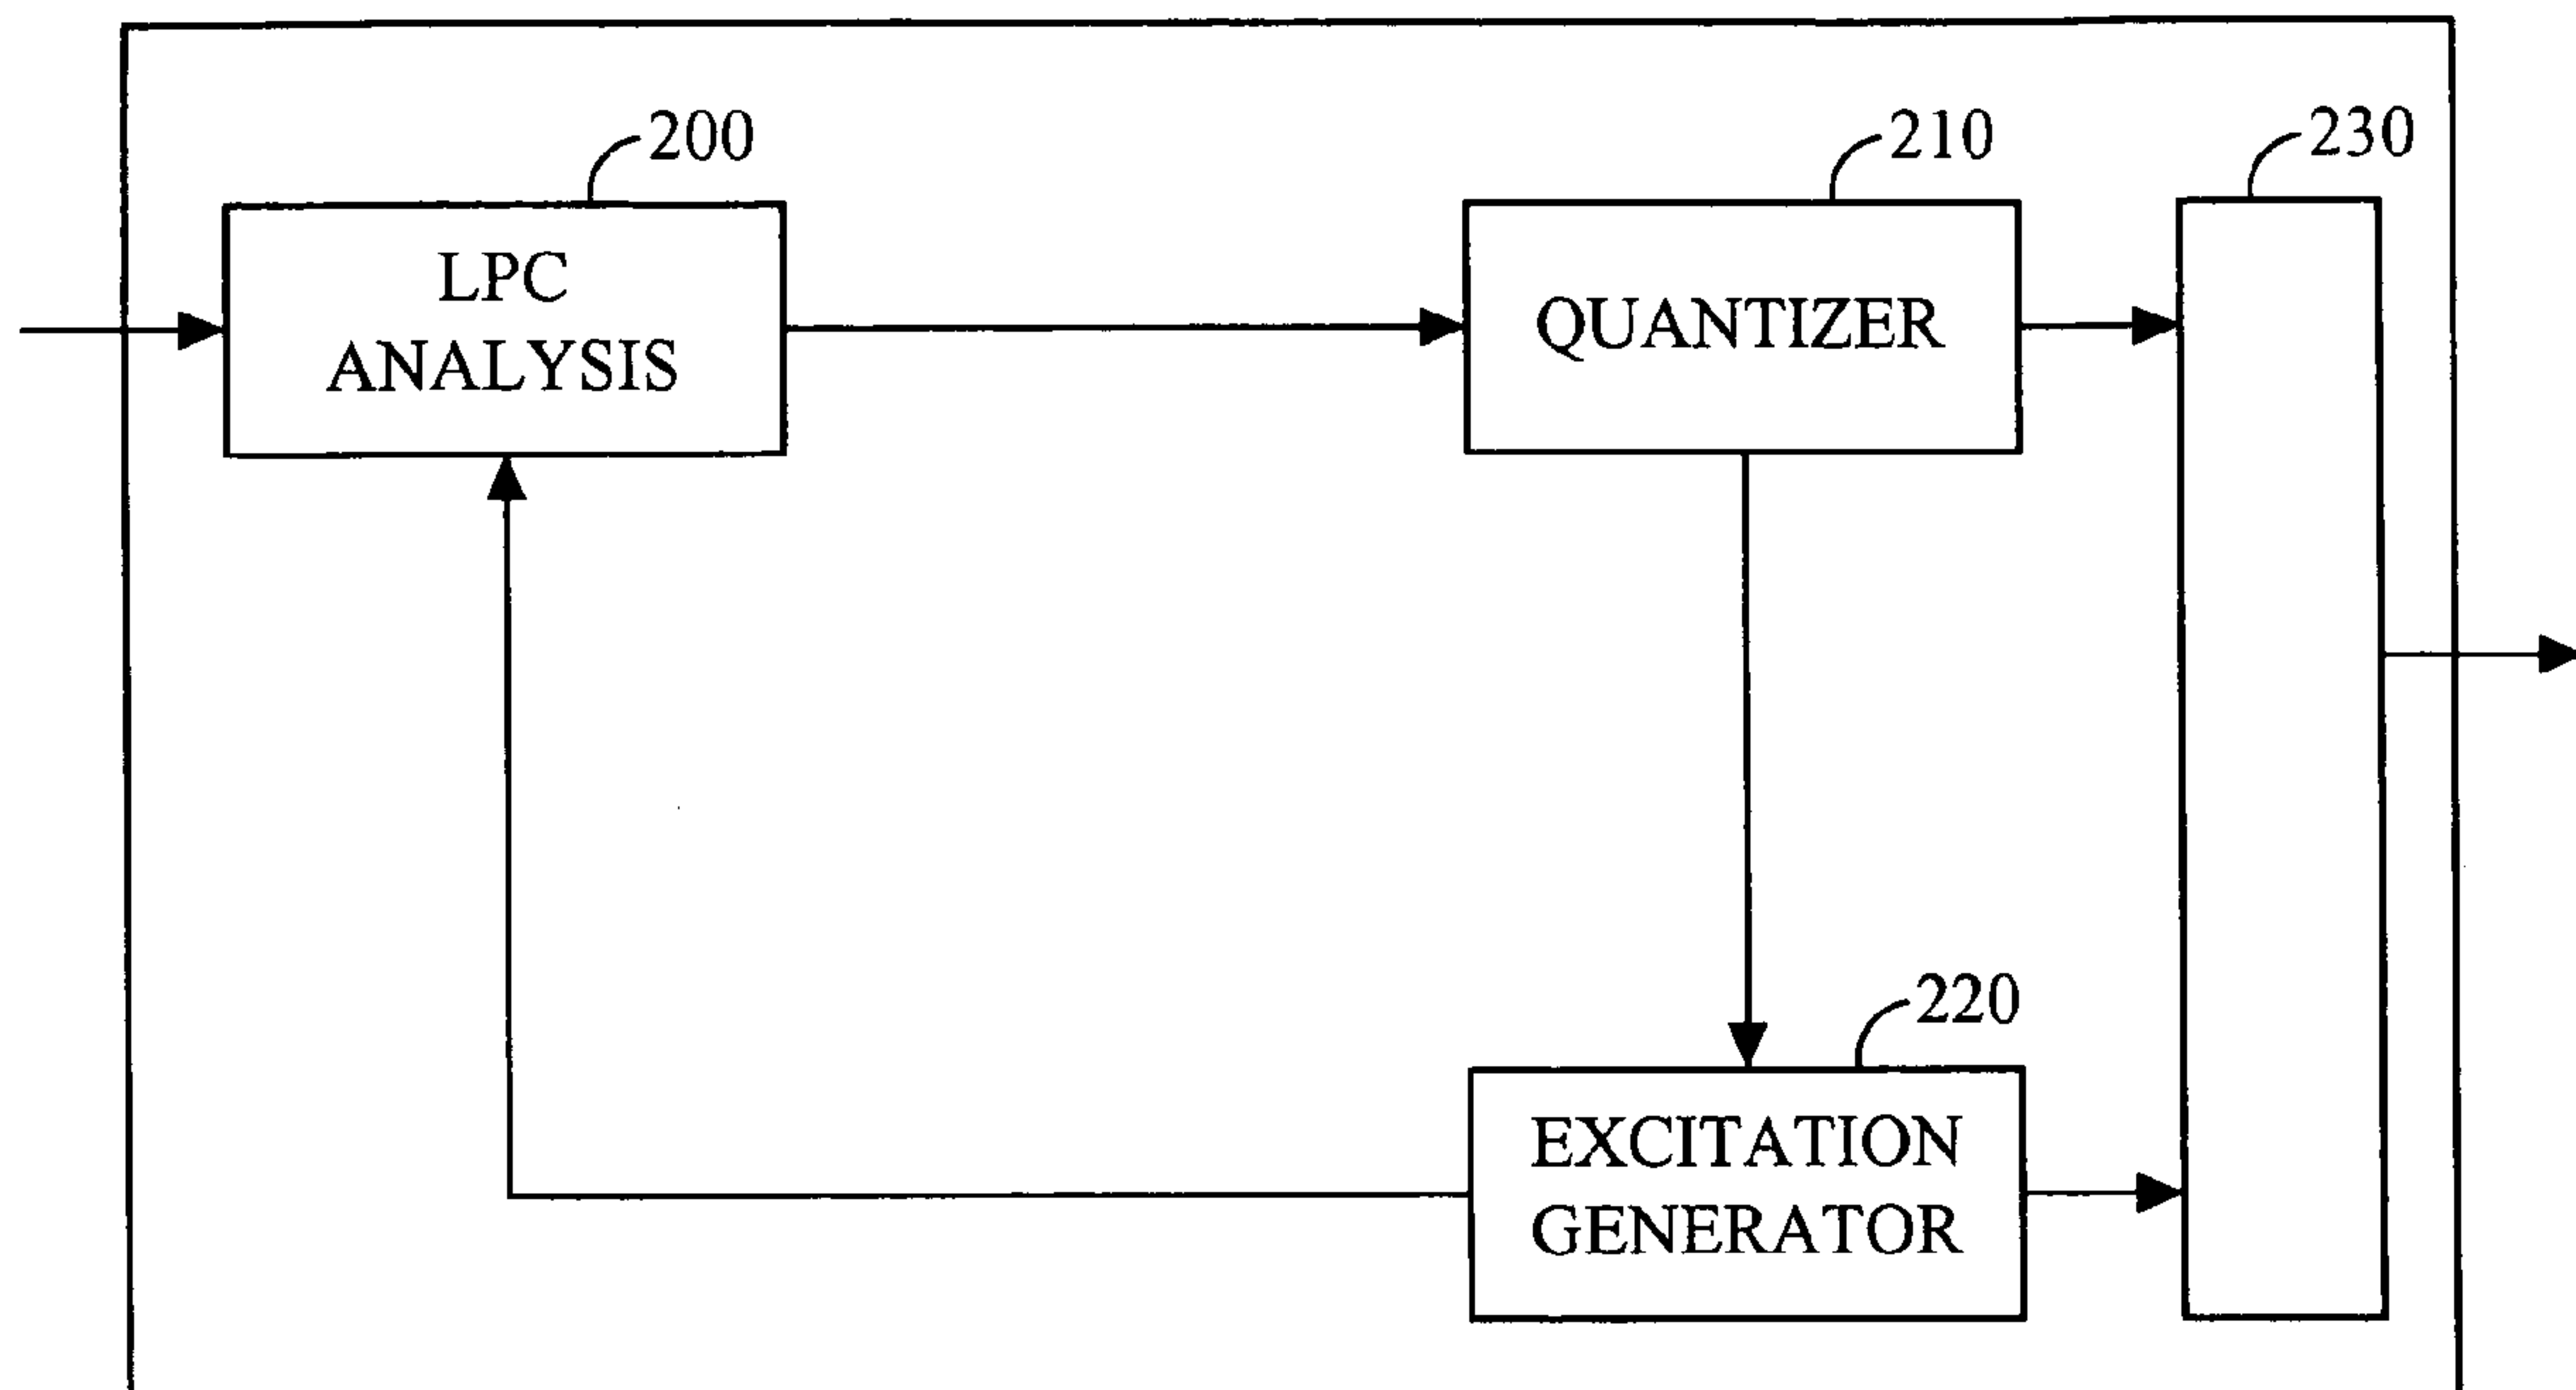 200
210
230
LPC
ANALYSIS
QUANTIZER
220
EXCITATION
GENERATOR